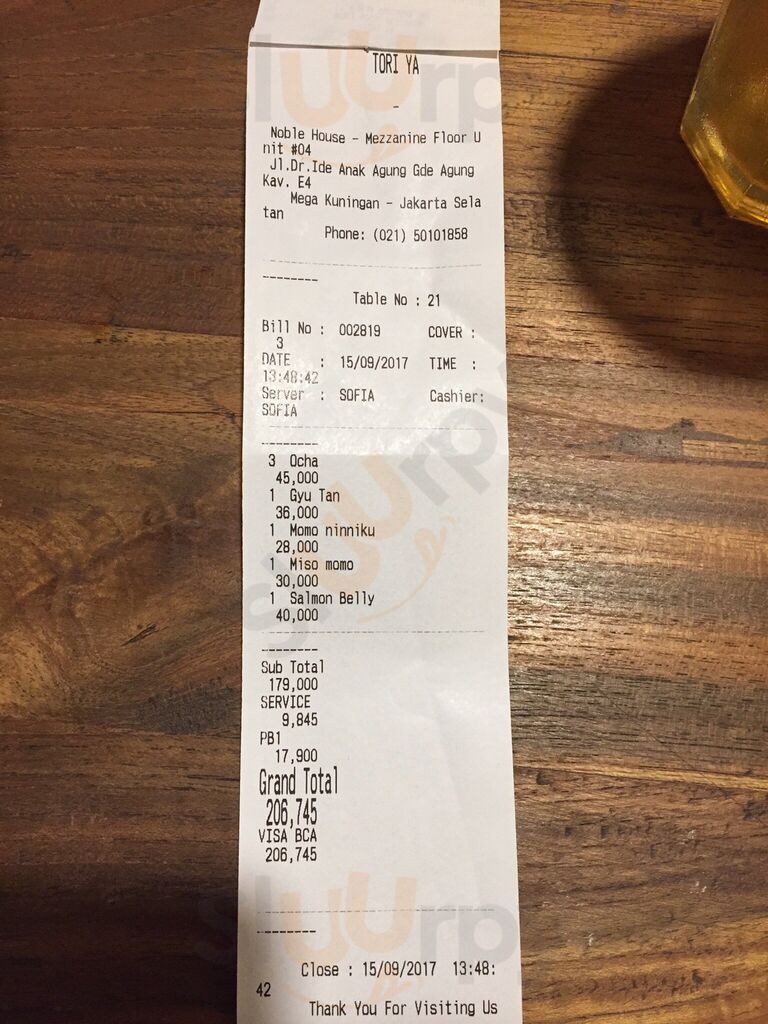 TORI YA
-
Noble House - Mezzanine Floor U
nit #04
Jl.Dr.Ide Anak Agung Gde Agung
Kav. E4
Mega Kuningan - Jakarta Sela
tan
Phone: (021) 50101858
--------
Table No : 21
Bill No : 002819 COVER :
3
DATE : 15/09/2017 TIME :
13:48:42
Server : SOFIA Cashier:
SOFIA
--------
3 Ocha
45,000
1 Gyu Tan
36,000
1 Momo ninniku
28,000
1 Miso momo
30,000
1 Salmon Belly
40,000
--------
Sub Total
179,000
SERVICE
9,845
PB1
17,900
Grand Total
206,745
VISA BCA
206,745
--------
Close : 15/09/2017 13:48:
42
Thank You For Visiting Us
slurpy
slurpy
slurpy